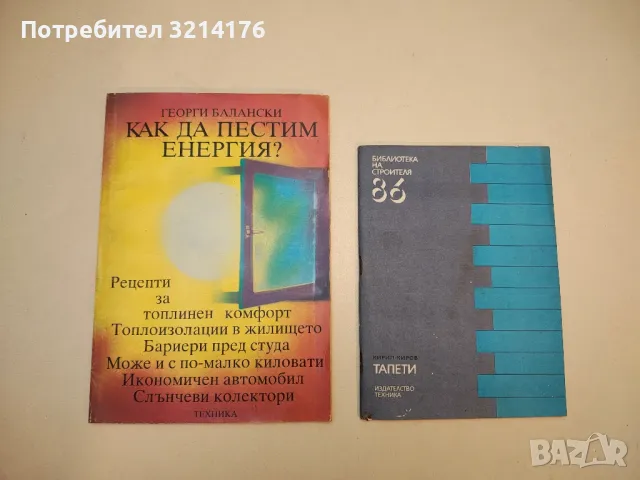 Потребител 3214176
ГЕОРГИ БАЛАНСКИ
КАК ДА ПЕСТИМ
ЕНЕРГИЯ?
Рецепти
за
топлинен комфорт
Топлоизолации в жилището
Бариери пред студа
Може и с по-малко киловати
Икономичен автомобил
Слънчеви колектори
ТЕХНИКА
БИБЛИОТЕКА
НА
СТРОИТЕЛЯ
86
КИРИЛ КИРОВ
ТАПЕТИ
ИЗДАТЕЛСТВО
ТЕХНИКА
BAZAR